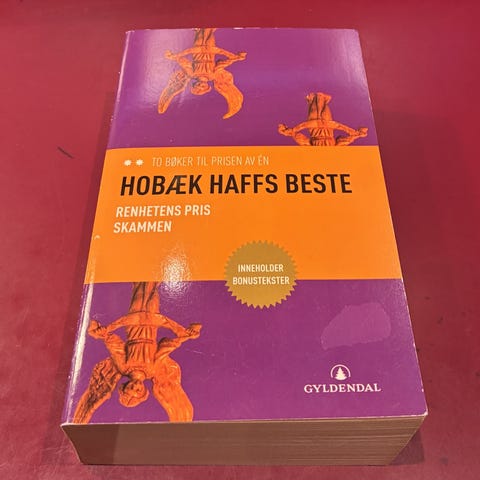 ** TO BØKER TIL PRISEN AV ÉN
HOBÆK HAFFS BESTE
RENHETENS PRIS
SKAMMEN
INNEHOLDER
BONUSTEKSTER
GYLDENDAL